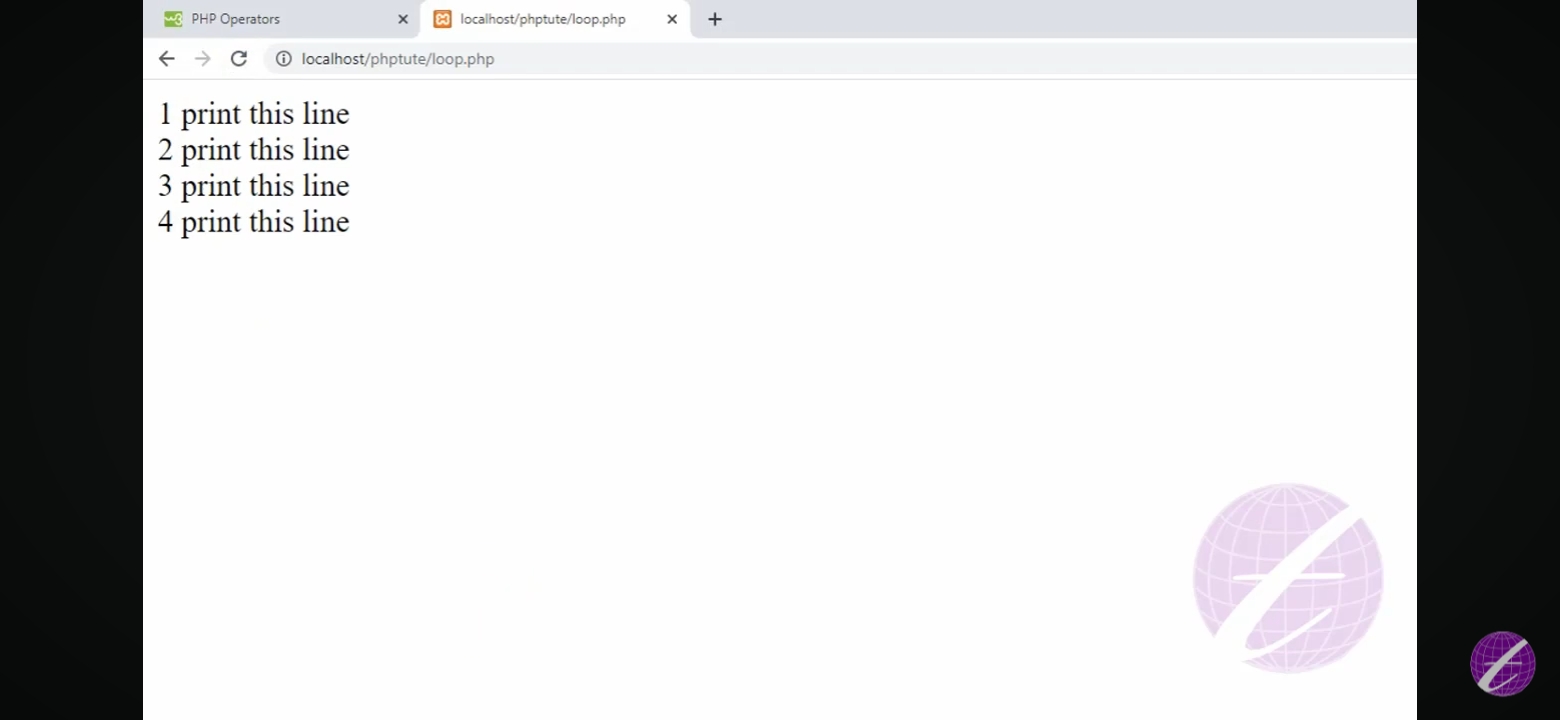 PHP Operators
localhost/phptute/loop.php
localhost/phptute/loop.php
1 print this line
2 print this line
3 print this line
4 print this line